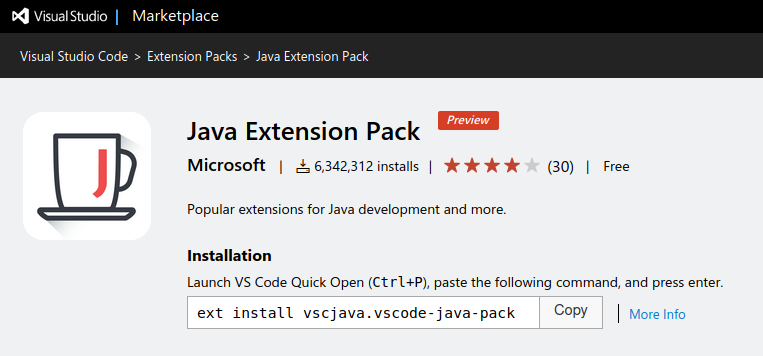 Visual Studio | Marketplace
Visual Studio Code > Extension Packs > Java Extension Pack
J
Java Extension Pack Preview
Microsoft | 6,342,312 installs | ★★★★★ (30) | Free
Popular extensions for Java development and more.
Installation
Launch VS Code Quick Open (Ctrl+P), paste the following command, and press enter.
ext install vscjava.vscode-java-pack Copy | More Info